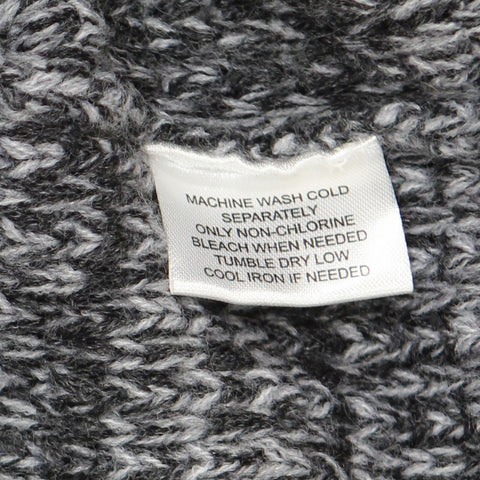 MACHINE WASH COLD
SEPARATELY
ONLY NON-CHLORINE
BLEACH WHEN NEEDED
TUMBLE DRY LOW
COOL IRON IF NEEDED